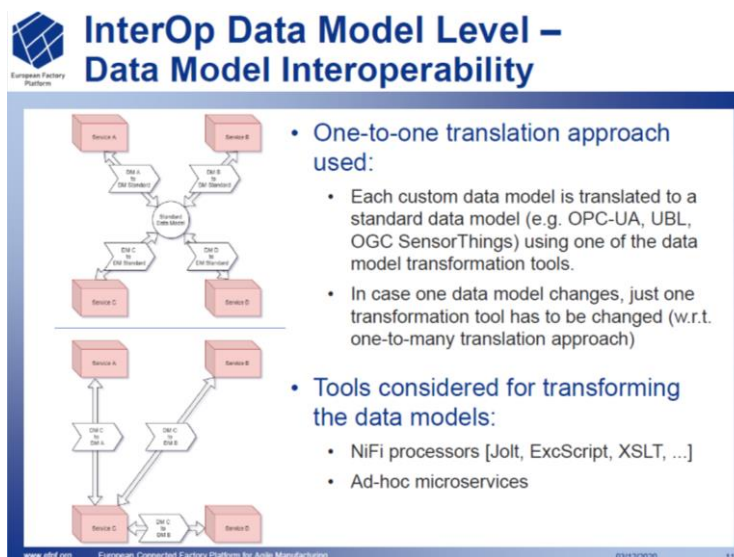 InterOp Data Model Level –
Data Model Interoperability
European Factory
Platform
Service A
Service B
DM A
to
DM Standard
DM B
to
DM Standard
Standard
Data Model
DM C
to
DM Standard
DM D
to
DM Standard
Service C
Service D
Service A
Service B
DM C
to
DM A
DM C
to
DM B
Service C
DM C
to
DM B
Service D
• One-to-one translation approach
used:
• Each custom data model is translated to a
standard data model (e.g. OPC-UA, UBL,
OGC SensorThings) using one of the data
model transformation tools.
• In case one data model changes, just one
transformation tool has to be changed (w.r.t.
one-to-many translation approach)
• Tools considered for transforming
the data models:
• NiFi processors [Jolt, ExcScript, XSLT, ...]
• Ad-hoc microservices
www.efpf.org European Connected Factory Platform for Agile Manufacturing